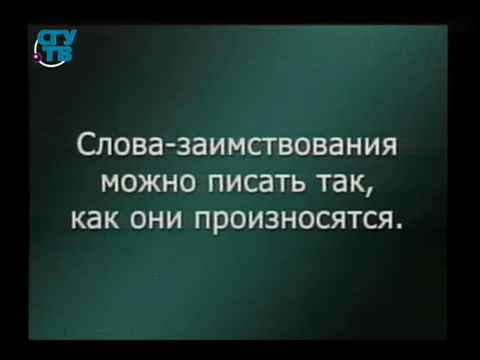 СГУ
ТВ
Слова-заимствования
можно писать так,
как они произносятся.